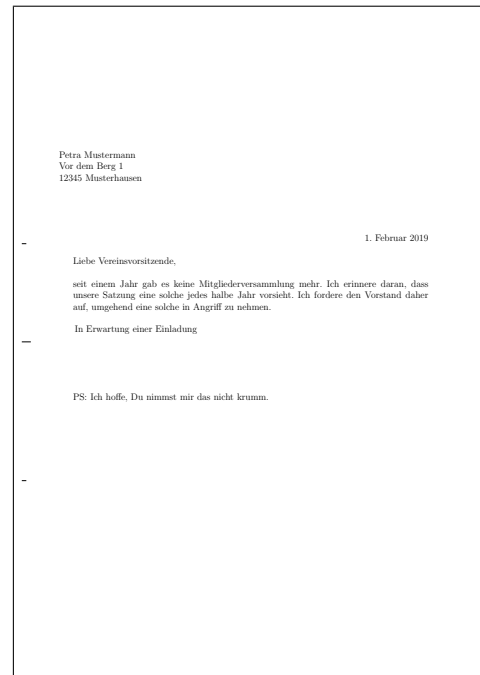 Petra Mustermann
Vor dem Berg 1
12345 Musterhausen
1. Februar 2019
Liebe Vereinsvorsitzende,
seit einem Jahr gab es keine Mitgliederversammlung mehr. Ich erinnere daran, dass
unsere Satzung eine solche jedes halbe Jahr vorsieht. Ich fordere den Vorstand daher
auf, umgehend eine solche in Angriff zu nehmen.
In Erwartung einer Einladung
PS: Ich hoffe, Du nimmst mir das nicht krumm.